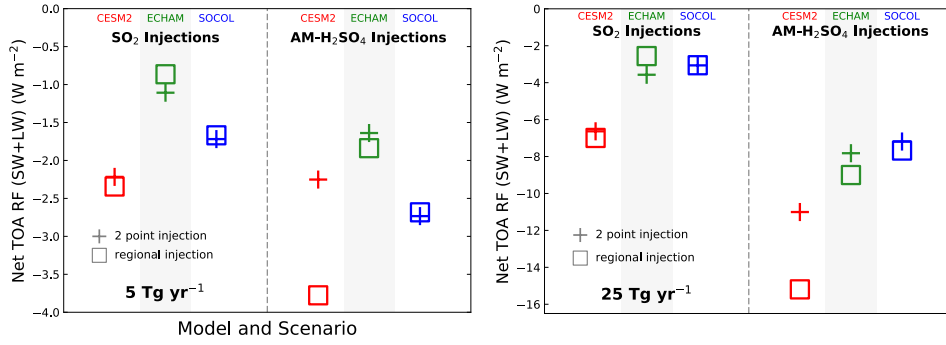 CESM2 ECHAM SOCOL CESM2 ECHAM SOCOL
SO₂ Injections AM-H₂SO₄ Injections
Net TOA RF (SW+LW) (W m⁻²)
0.0
−0.5
−1.0
−1.5
−2.0
−2.5
−3.0
−3.5
−4.0
2 point injection
regional injection
5 Tg yr⁻¹
Model and Scenario
CESM2 ECHAM SOCOL CESM2 ECHAM SOCOL
SO₂ Injections AM-H₂SO₄ Injections
Net TOA RF (SW+LW) (W m⁻²)
0
−2
−4
−6
−8
−10
−12
−14
−16
2 point injection
regional injection
25 Tg yr⁻¹